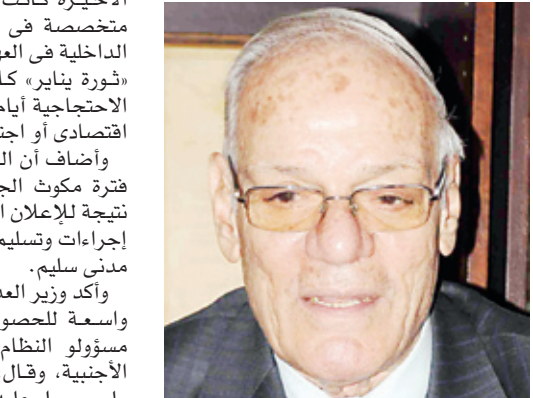 متخصصة فى
الداخلية فى
«ثورة يناير»
الاحتجاجية أيام
اقتصادى أو
وأضاف أن
فترة مكوث
نتيجة للإعلان
إجراءات وتسليم
مدنى سليم.
وأكد وزير
واسعة للحصو
مسؤولو النظام
الأجنبية، وقال